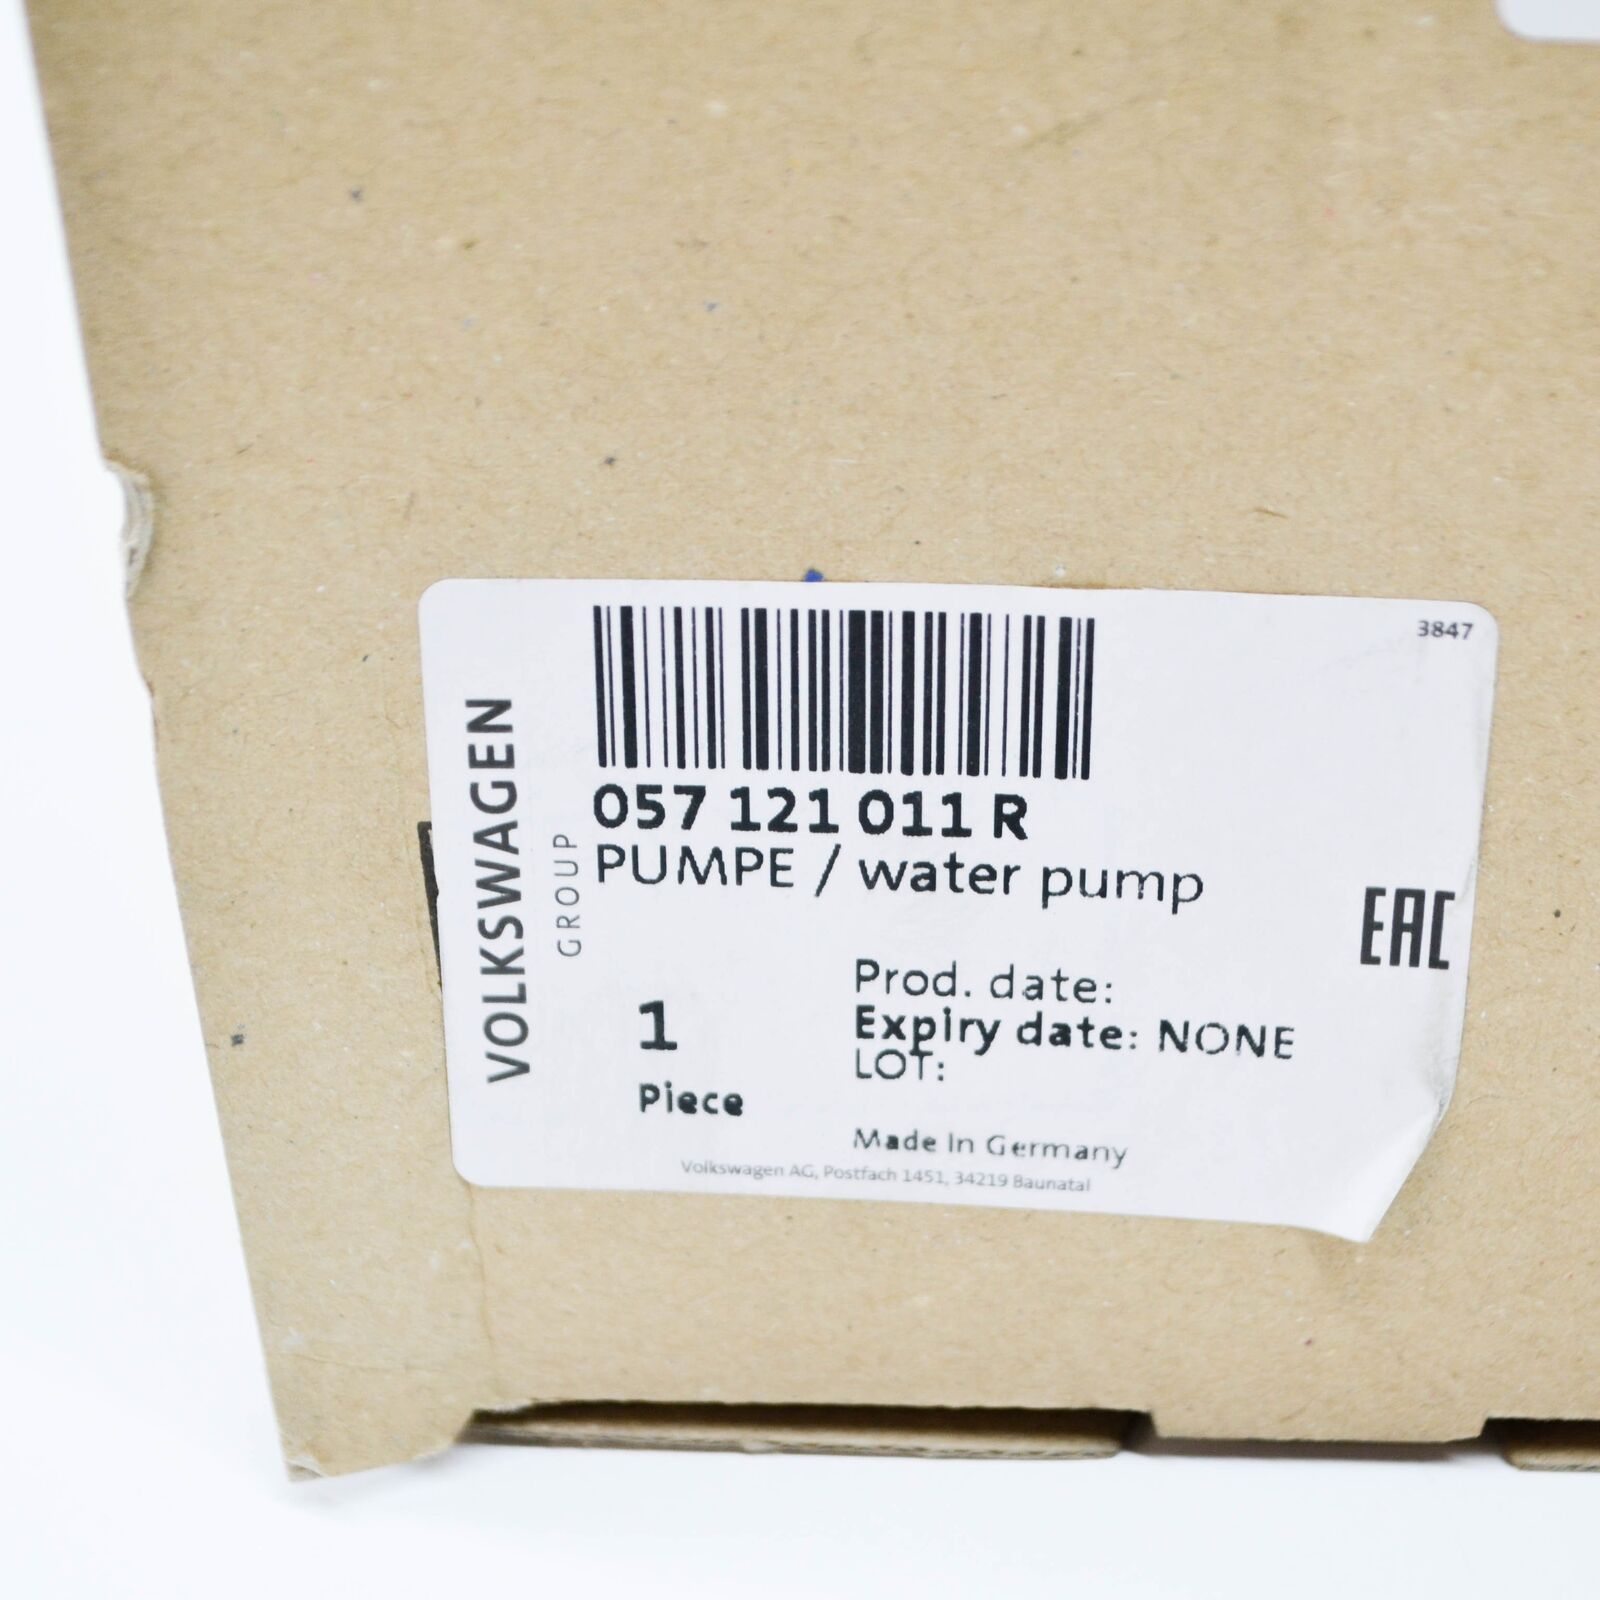 3847
VOLKSWAGEN
GROUP
057 121 011 R
PUMPE / water pump
EAC
1
Piece
Prod. date:
Expiry date: NONE
LOT:
Made In Germany
Volkswagen AG, Postfach 1451, 34219 Baunatal